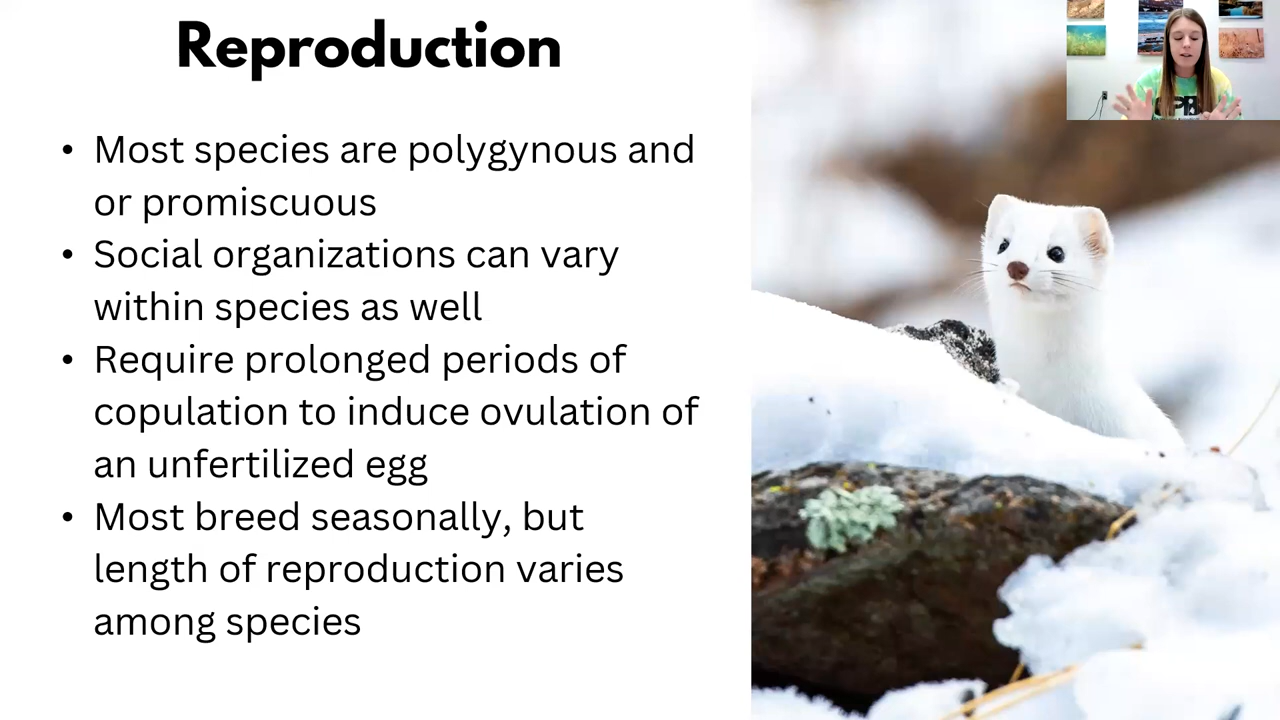 Reproduction
• Most species are polygynous and
or promiscuous
• Social organizations can vary
within species as well
• Require prolonged periods of
copulation to induce ovulation of
an unfertilized egg
• Most breed seasonally, but
length of reproduction varies
among species